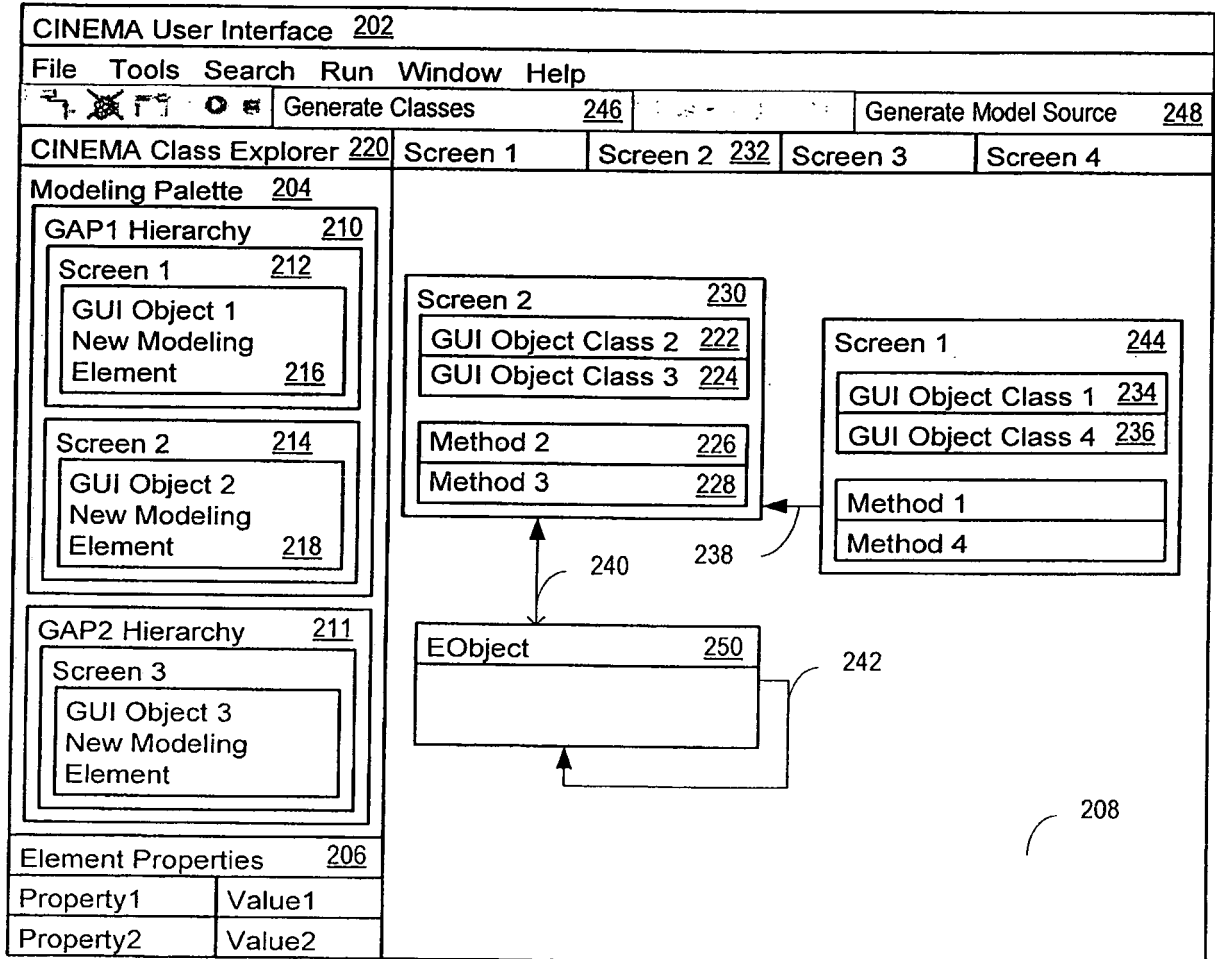 CINEMA User Interface 202
File Tools Search Run Window Help
Generate Classes 246
Generate Model Source 248
CINEMA Class Explorer 220
Screen 1
Screen 2 232
Screen 3
Screen 4
Modeling Palette 204
GAP1 Hierarchy 210
Screen 1 212
GUI Object 1
New Modeling
Element 216
Screen 2 214
GUI Object 2
New Modeling
Element 218
GAP2 Hierarchy 211
Screen 3
GUI Object 3
New Modeling
Element
Element Properties 206
Property1 Value1
Property2 Value2
Screen 2 230
GUI Object Class 2 222
GUI Object Class 3 224
Method 2 226
Method 3 228
Screen 1 244
GUI Object Class 1 234
GUI Object Class 4 236
Method 1
Method 4
238
240
EObject 250
242
208